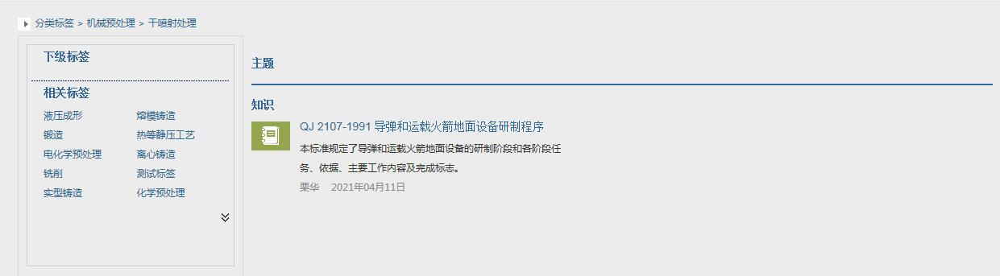 分类标签 > 机械预处理 > 干喷射处理
下级标签
相关标签
液压成形 熔模铸造
锻造 热等静压工艺
电化学预处理 离心铸造
铣削 测试标签
实型铸造 化学预处理
主题
知识
QJ 2107-1991 导弹和运载火箭地面设备研制程序
本标准规定了导弹和运载火箭地面设备的研制阶段和各阶段任
务、依据、主要工作内容及完成标志。
栗华 2021年04月11日